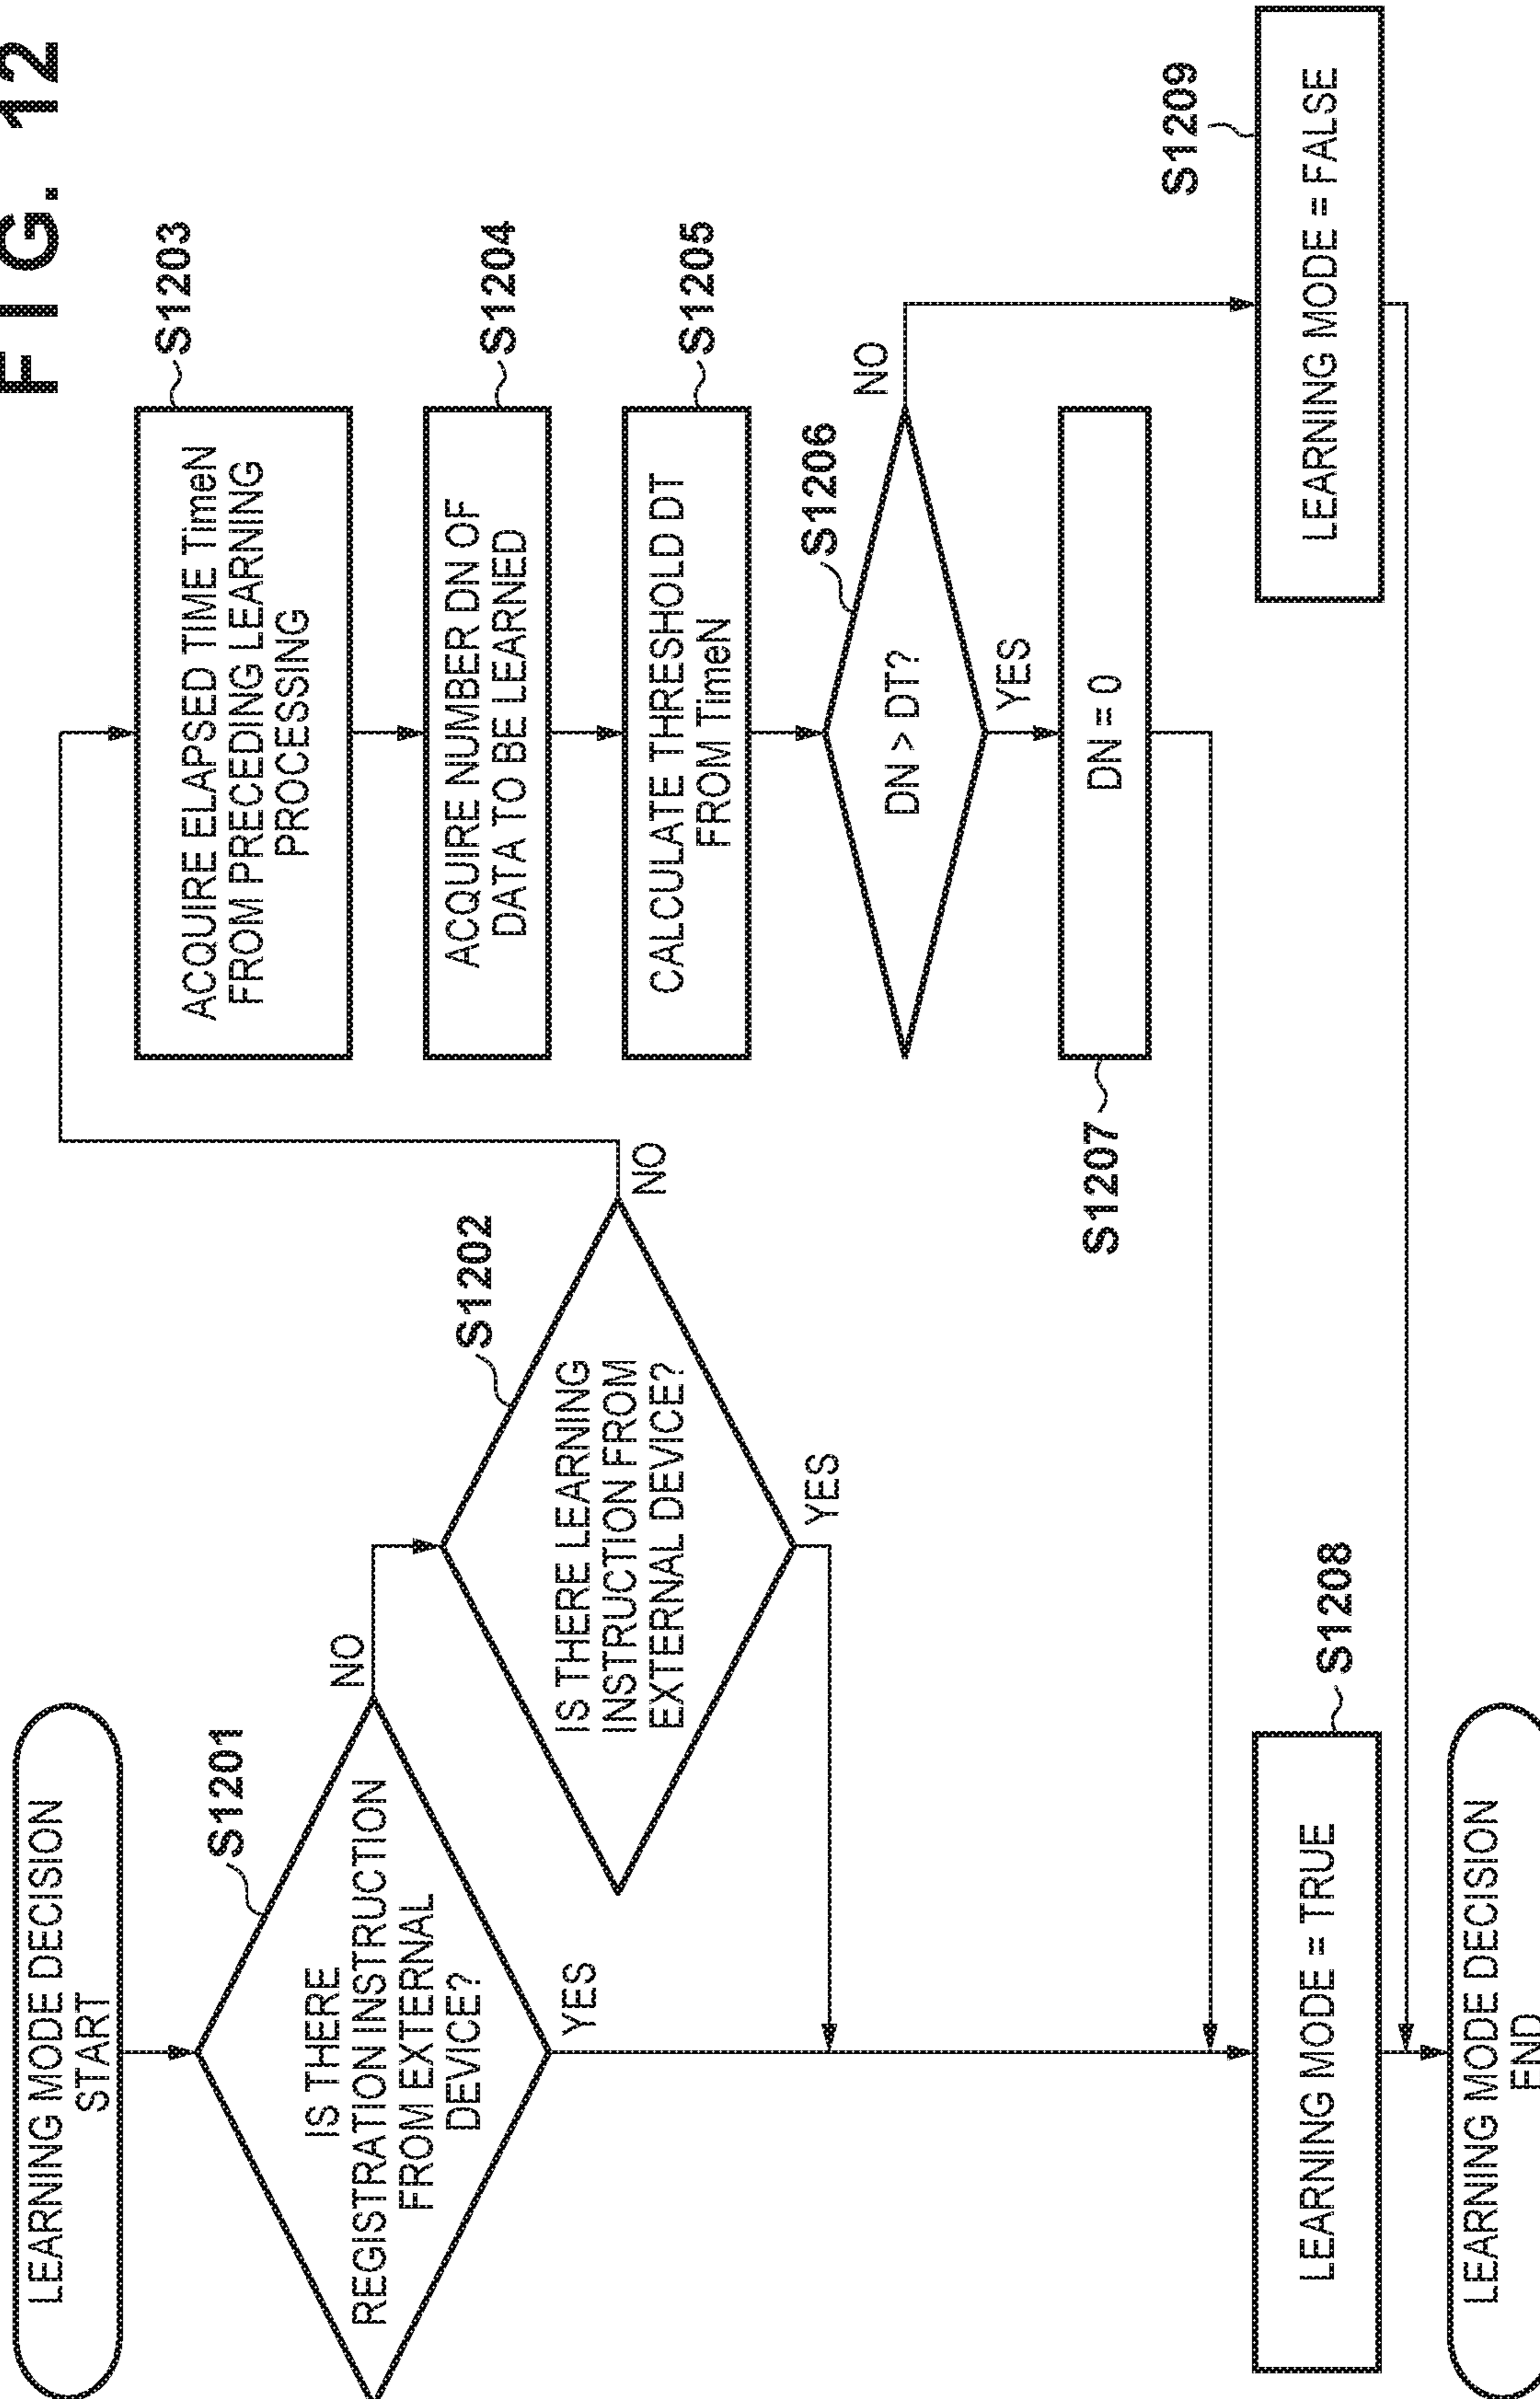 FIG. 12
LEARNING MODE DECISION
START
S1201
IS THERE
REGISTRATION INSTRUCTION
FROM EXTERNAL
DEVICE?
NO
YES
S1202
IS THERE LEARNING
INSTRUCTION FROM
EXTERNAL DEVICE?
NO
YES
S1203
ACQUIRE ELAPSED TIME TimeN
FROM PRECEDING LEARNING
PROCESSING
S1204
ACQUIRE NUMBER DN OF
DATA TO BE LEARNED
S1205
CALCULATE THRESHOLD DT
FROM TimeN
S1206
DN > DT?
NO
YES
S1207
DN = 0
S1208
LEARNING MODE = TRUE
S1209
LEARNING MODE = FALSE
LEARNING MODE DECISION
END